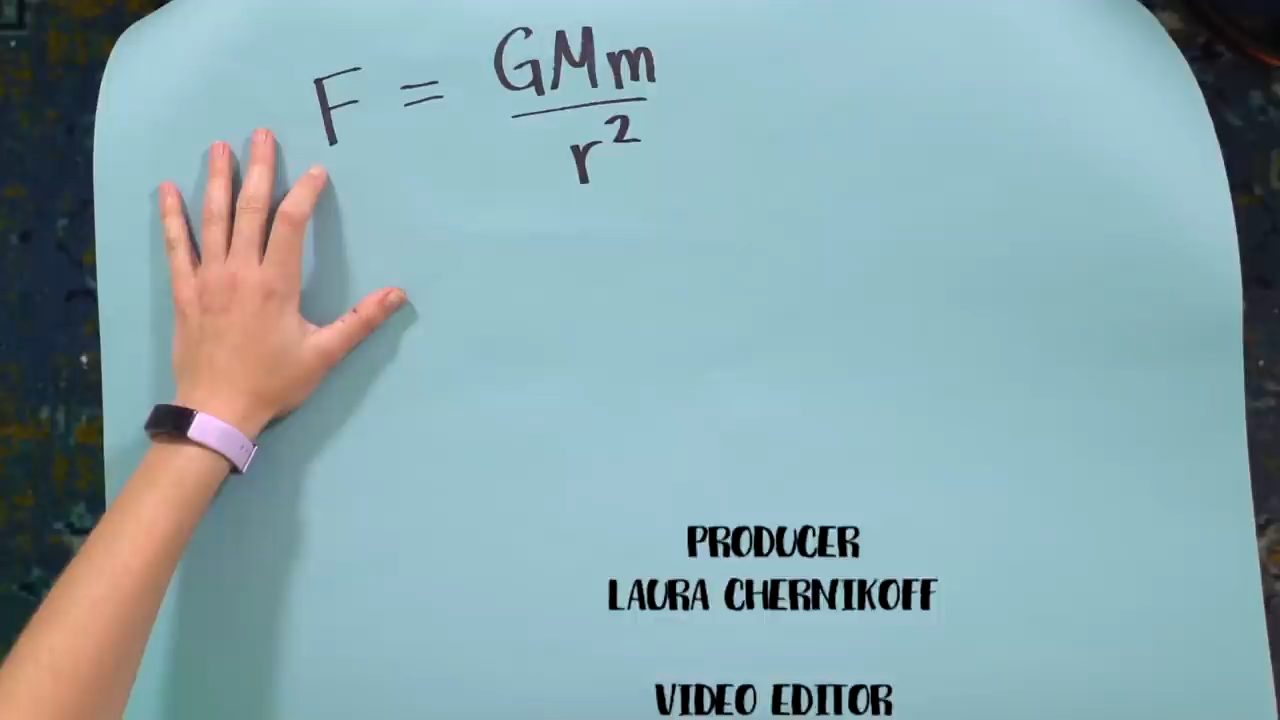 F = GMm / r²
PRODUCER
LAURA CHERNIKOFF
VIDEO EDITOR